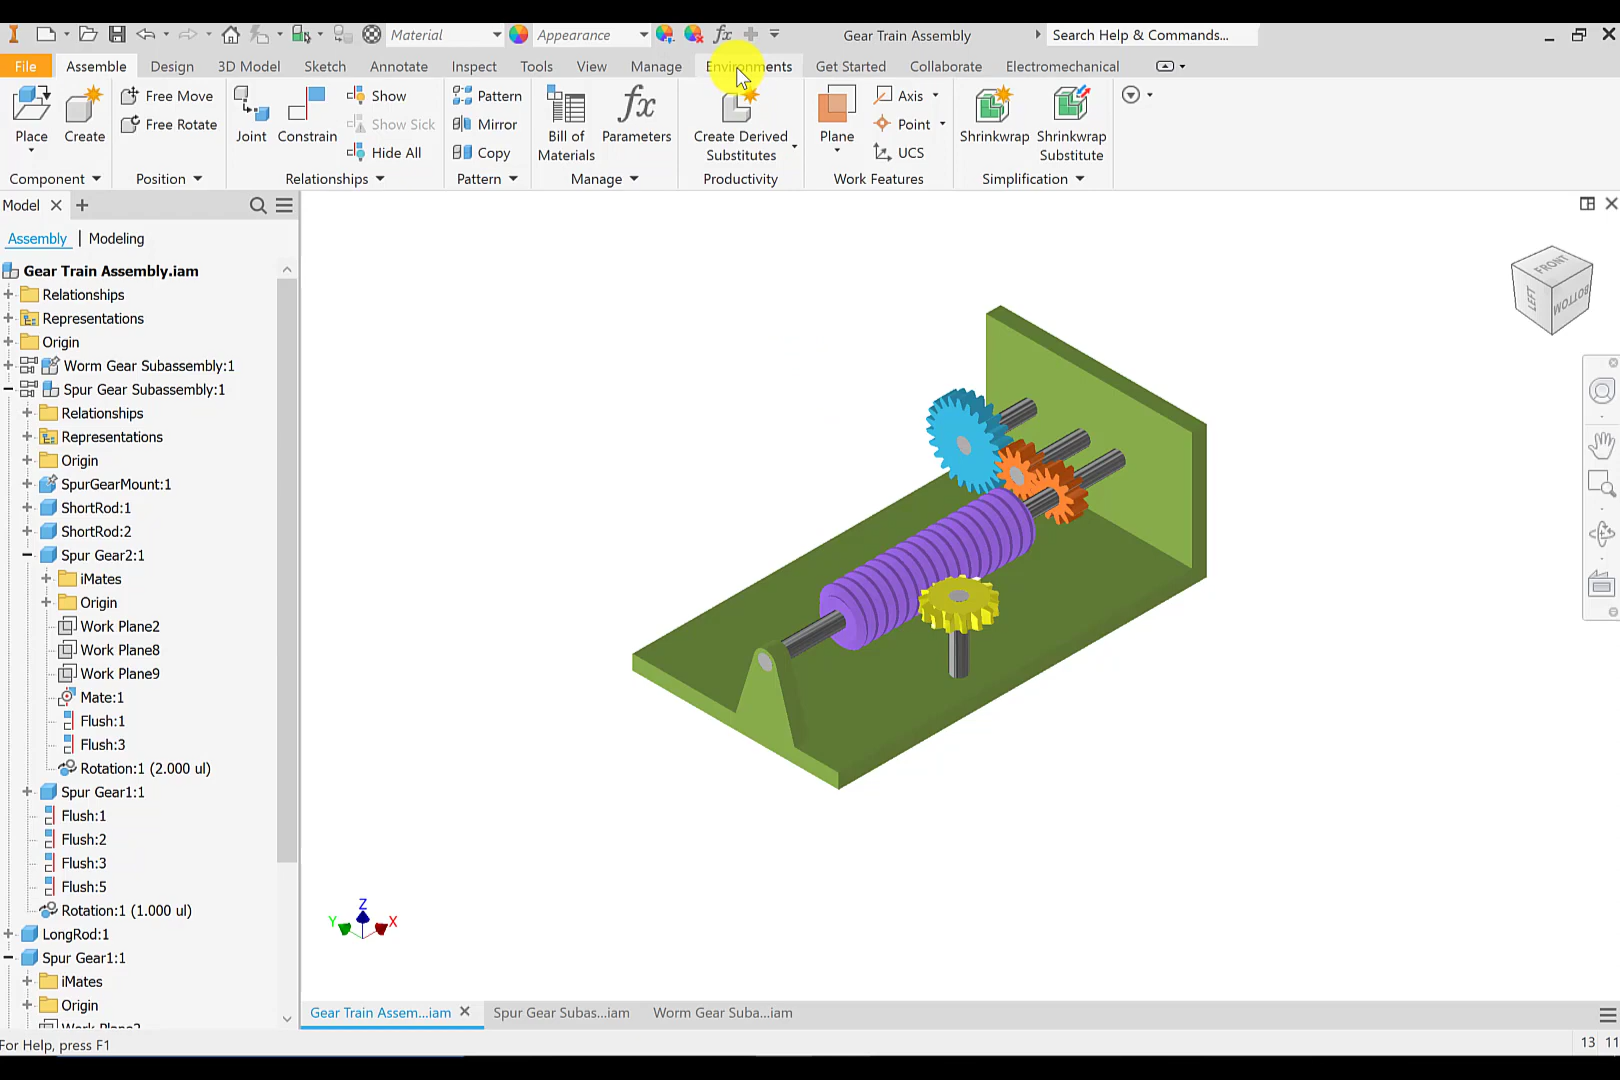 Material
Appearance
fx
Gear Train Assembly
Search Help & Commands...
File
Assemble
Design
3D Model
Sketch
Annotate
Inspect
Tools
View
Manage
Environments
Get Started
Collaborate
Electromechanical
Place
Create
Free Move
Free Rotate
Joint
Constrain
Show
Show Sick
Hide All
Pattern
Mirror
Copy
Bill of
Materials
fx
Parameters
Create Derived
Substitutes
Plane
Axis
Point
UCS
Shrinkwrap
Shrinkwrap
Substitute
Component
Position
Relationships
Pattern
Manage
Productivity
Work Features
Simplification
Model
Assembly | Modeling
Gear Train Assembly.iam
Relationships
Representations
Origin
Worm Gear Subassembly:1
Spur Gear Subassembly:1
Relationships
Representations
Origin
SpurGearMount:1
ShortRod:1
ShortRod:2
Spur Gear2:1
iMates
Origin
Work Plane2
Work Plane8
Work Plane9
Mate:1
Flush:1
Flush:3
Rotation:1 (2.000 ul)
Spur Gear1:1
Flush:1
Flush:2
Flush:3
Flush:5
Rotation:1 (1.000 ul)
LongRod:1
Spur Gear1:1
iMates
Origin
FRONT
LEFT
BOTTOM
Z
Y
X
Gear Train Assem...iam
Spur Gear Subas...iam
Worm Gear Suba...iam
For Help, press F1
13 11